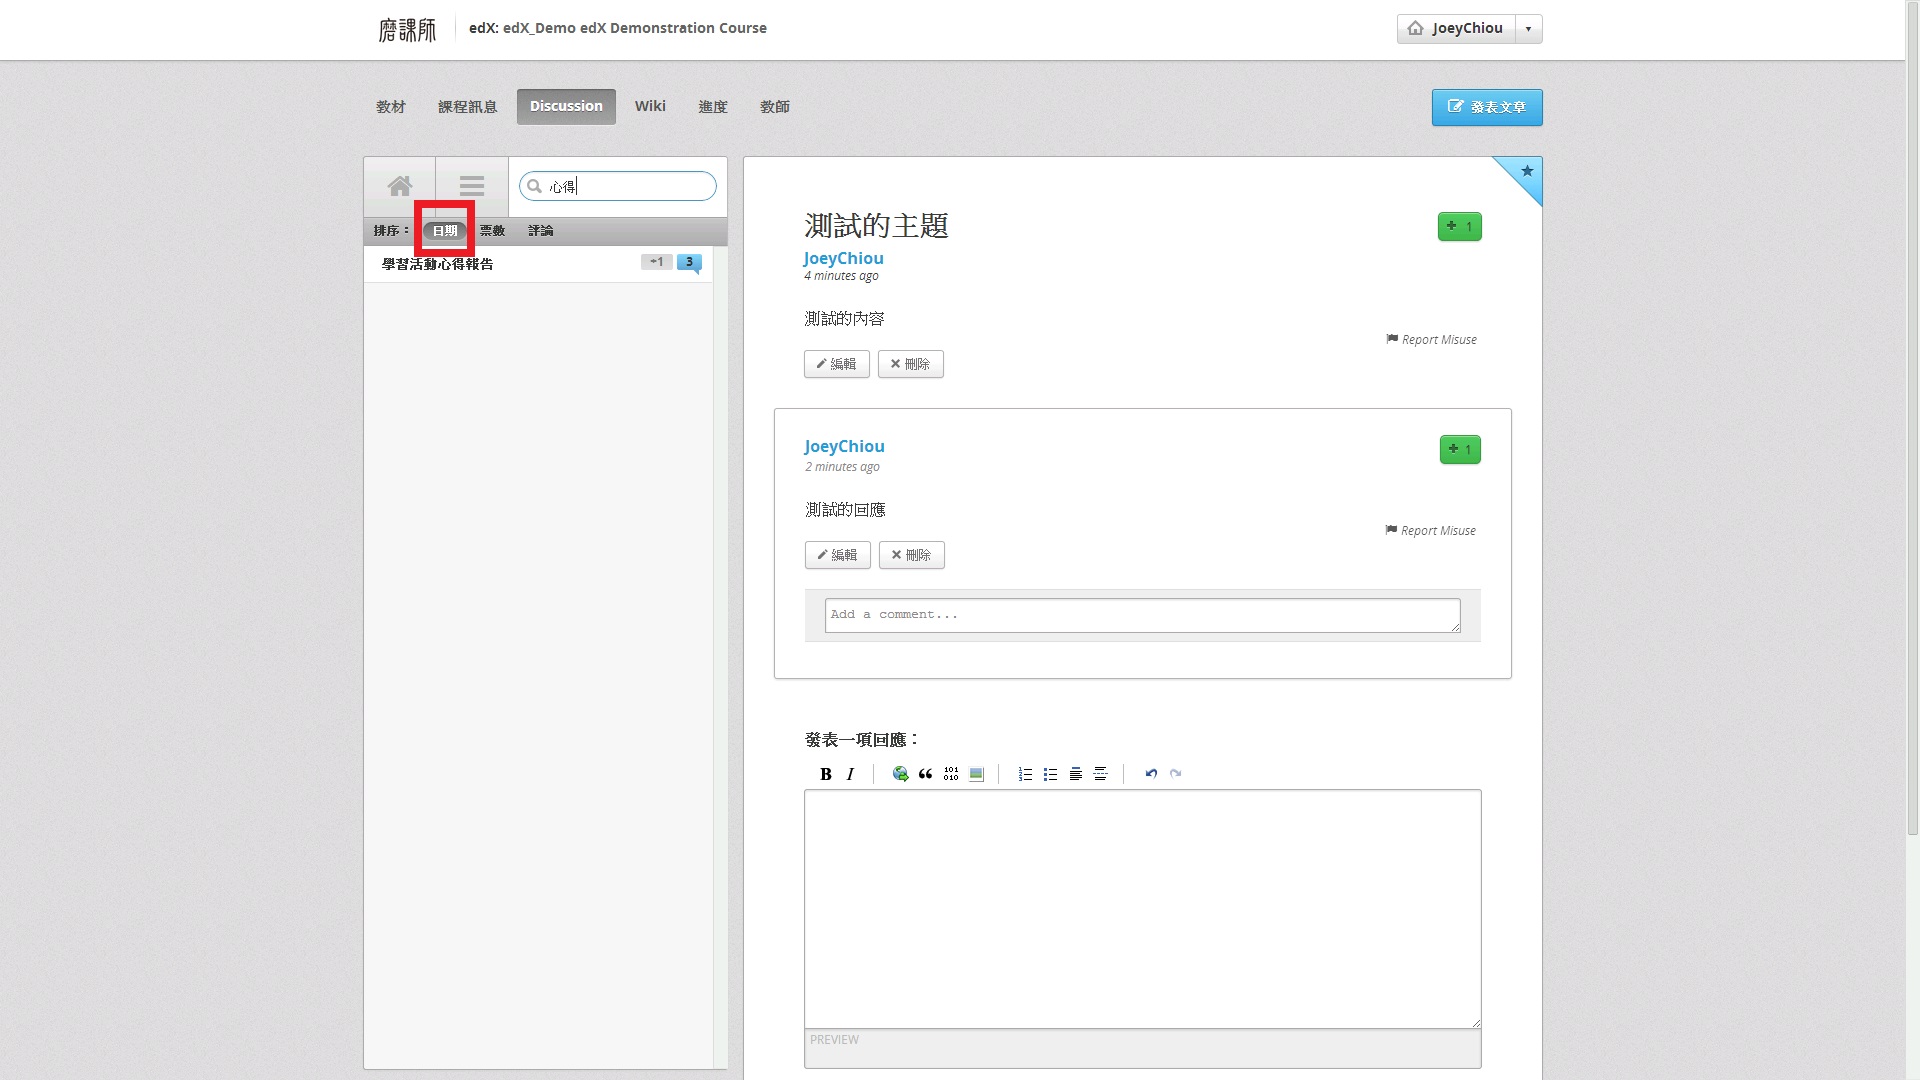 磨課師
edX: edX_Demo edX Demonstration Course
JoeyChiou
教材 課程訊息 Discussion Wiki 進度 教師
發表文章
心得
排序： 日期 票數 評論
學習活動心得報告 +1 3
測試的主題
+ 1
JoeyChiou
4 minutes ago
測試的內容
Report Misuse
編輯 刪除
JoeyChiou
+ 1
2 minutes ago
測試的回應
Report Misuse
編輯 刪除
Add a comment...
發表一項回應：
B I 101 010
PREVIEW